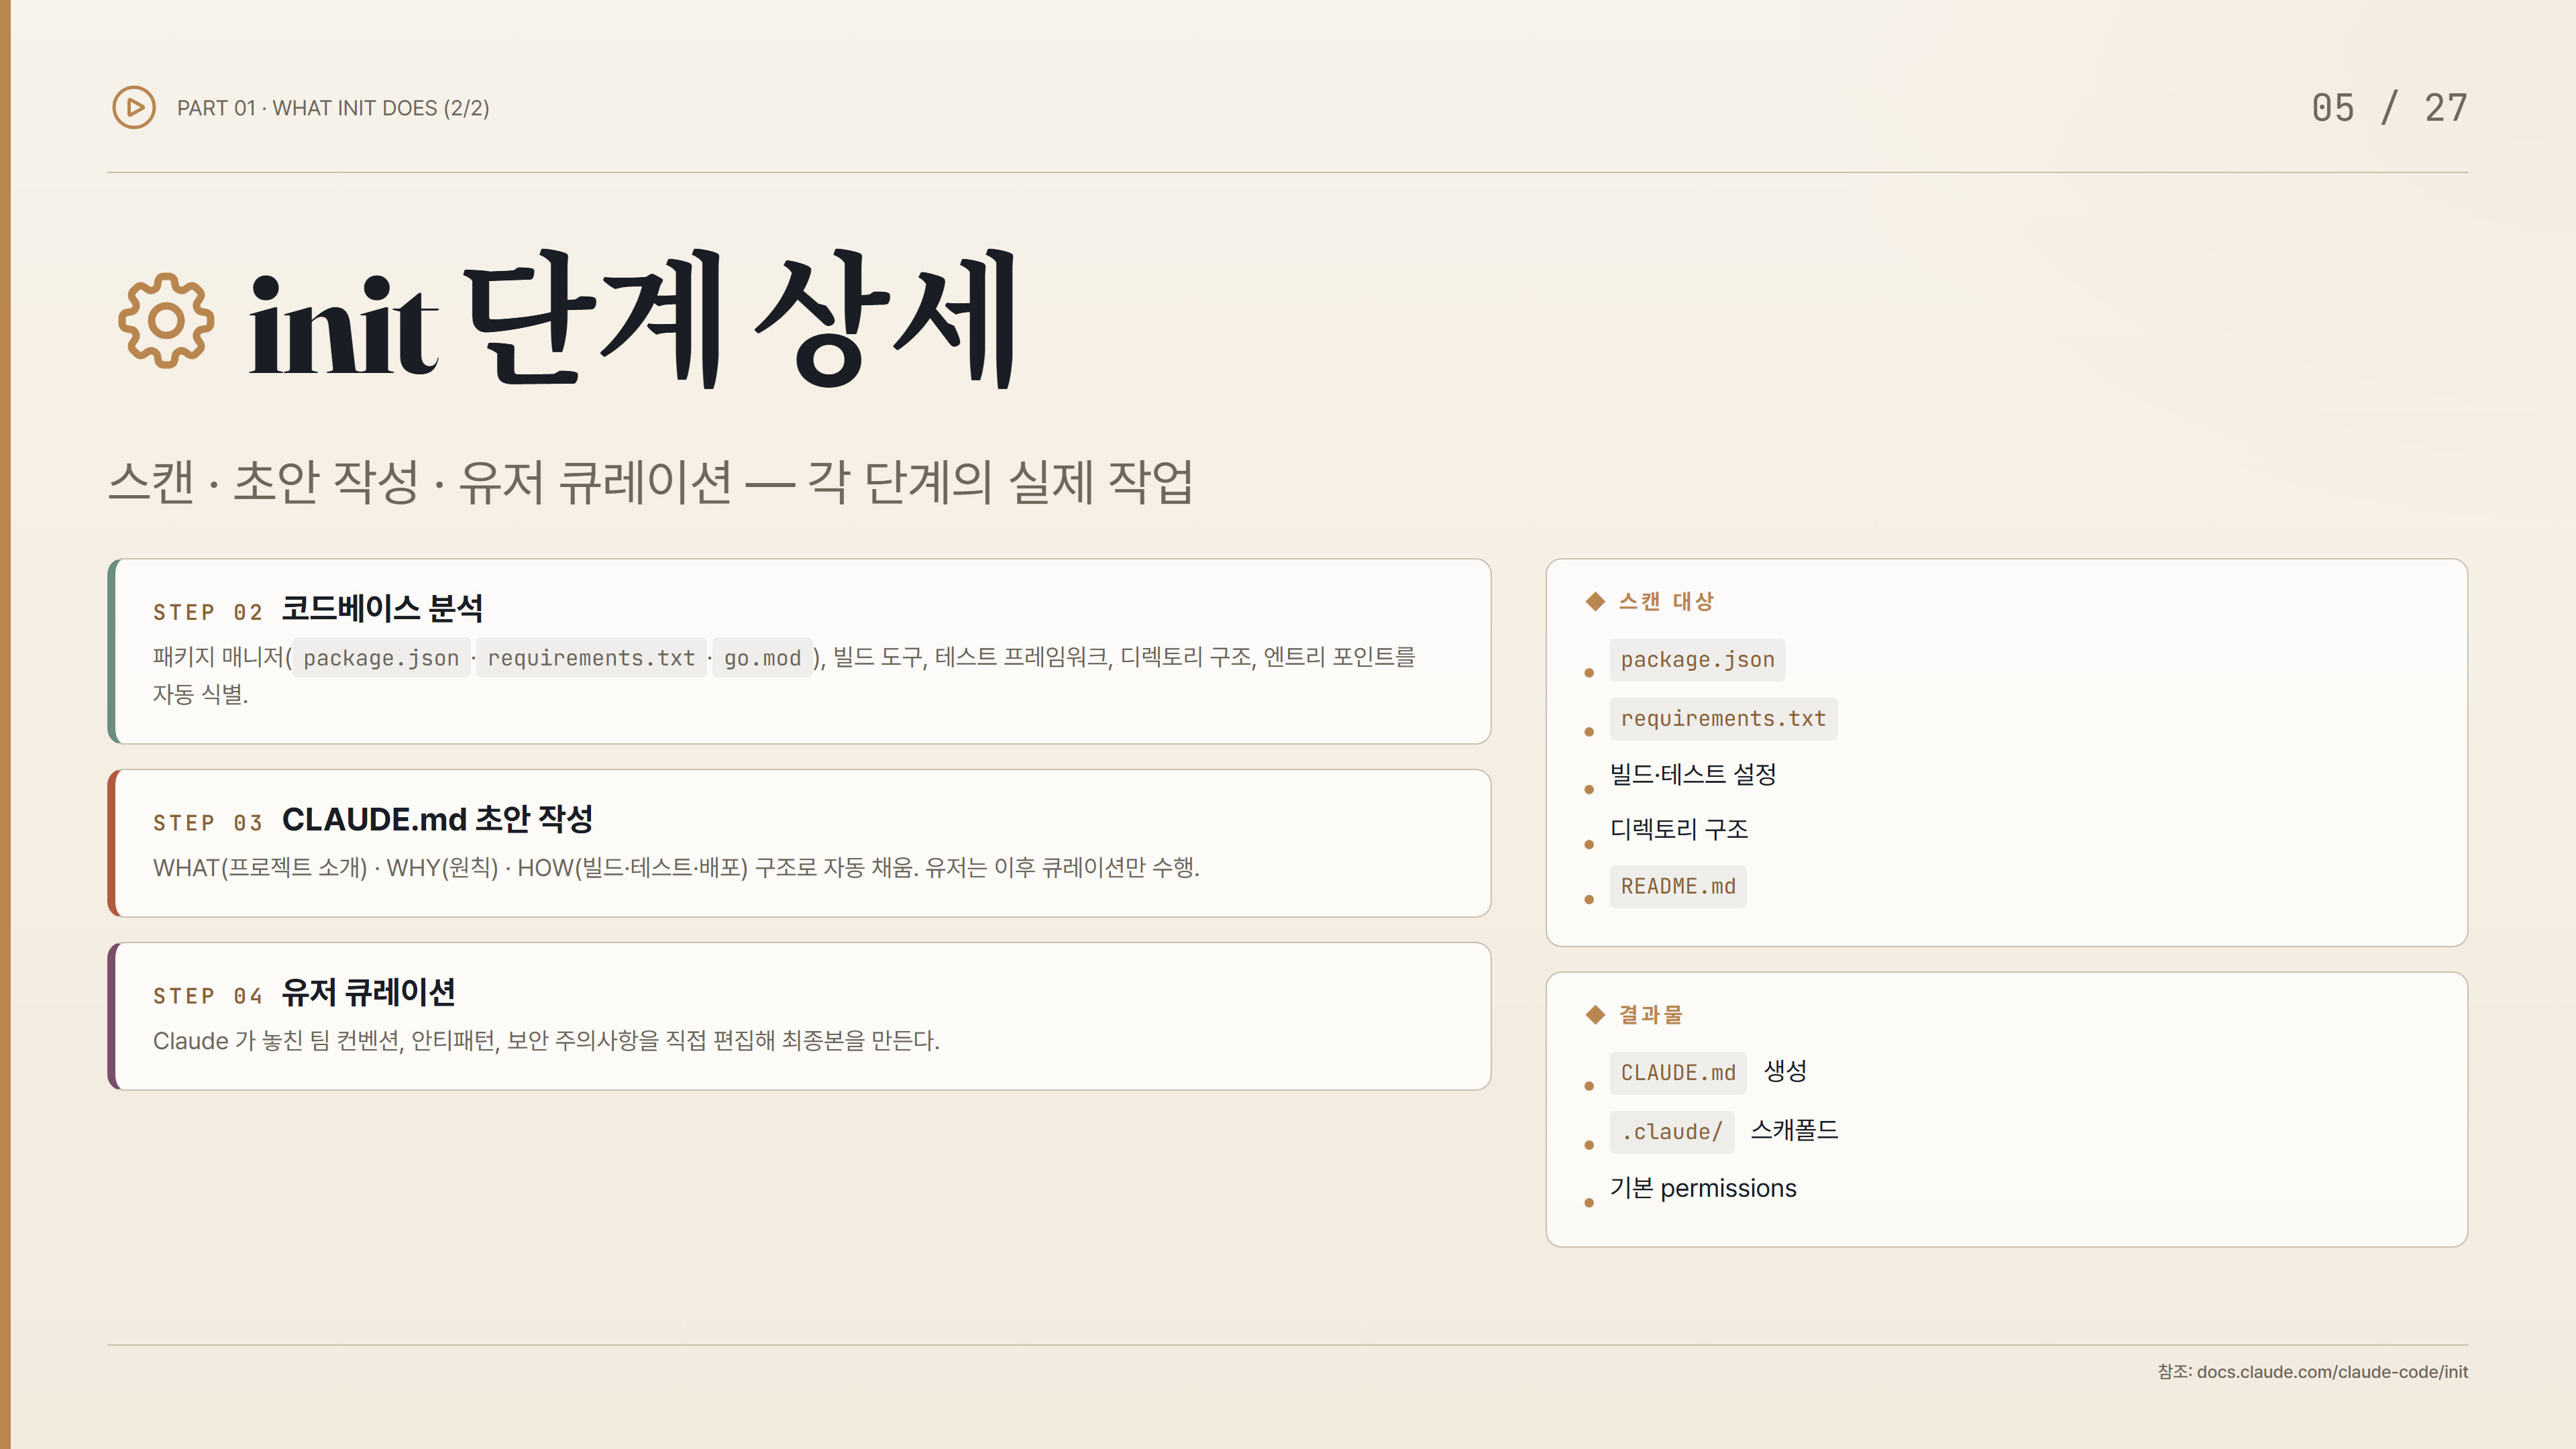 PART 01 · WHAT INIT DOES (2/2)
05 / 27
init 단계 상세
스캔 · 초안 작성 · 유저 큐레이션 — 각 단계의 실제 작업
STEP 02 코드베이스 분석
패키지 매니저( package.json · requirements.txt · go.mod ), 빌드 도구, 테스트 프레임워크, 디렉토리 구조, 엔트리 포인트를
자동 식별.
STEP 03 CLAUDE.md 초안 작성
WHAT(프로젝트 소개) · WHY(원칙) · HOW(빌드·테스트·배포) 구조로 자동 채움. 유저는 이후 큐레이션만 수행.
STEP 04 유저 큐레이션
Claude 가 놓친 팀 컨벤션, 안티패턴, 보안 주의사항을 직접 편집해 최종본을 만든다.
◆ 스캔 대상
• package.json
• requirements.txt
• 빌드·테스트 설정
• 디렉토리 구조
• README.md
◆ 결과물
• CLAUDE.md 생성
• .claude/ 스캐폴드
• 기본 permissions
참조: docs.claude.com/claude-code/init